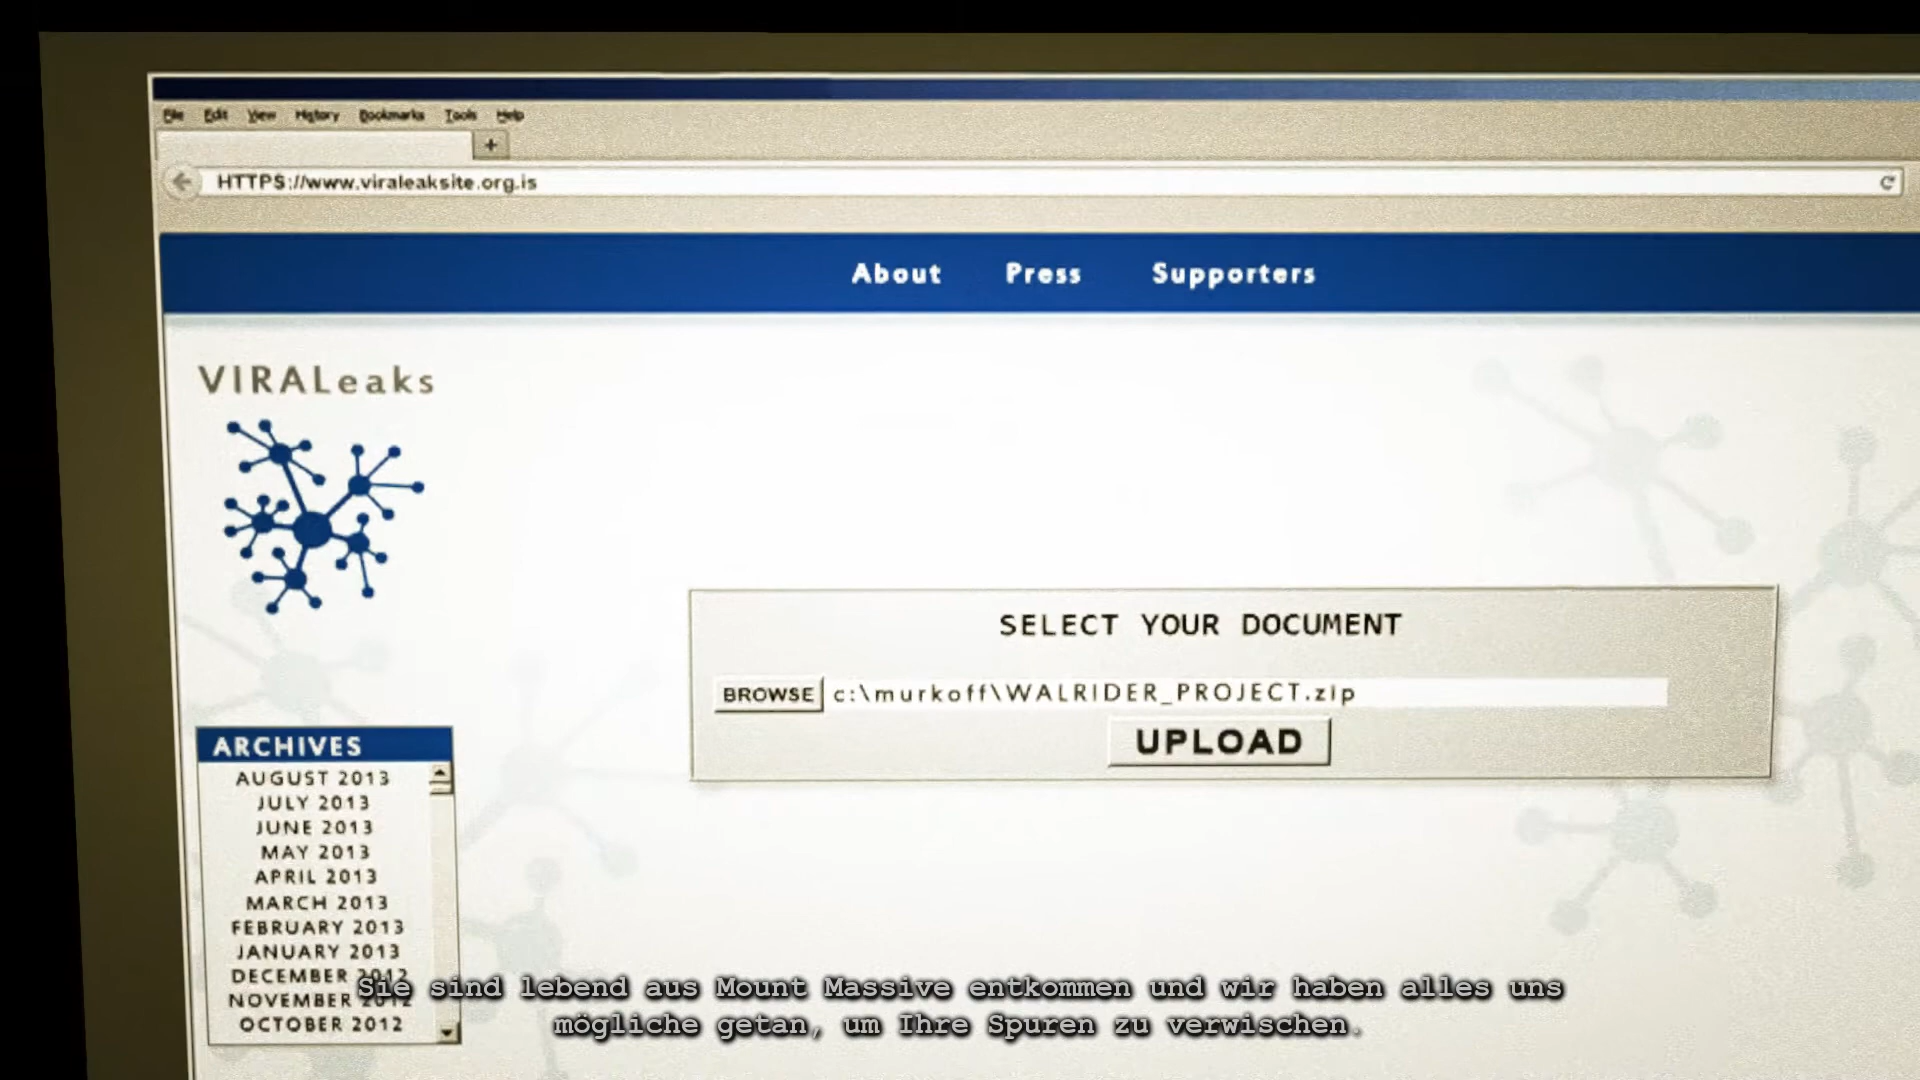 File Edit View History Bookmarks Tools Help
+
HTTPS://www.viraleaksite.org.is
About Press Supporters
VIRALeaks
SELECT YOUR DOCUMENT
BROWSE c:\murkoff\WALRIDER_PROJECT.zip
UPLOAD
ARCHIVES
AUGUST 2013
JULY 2013
JUNE 2013
MAY 2013
APRIL 2013
MARCH 2013
FEBRUARY 2013
JANUARY 2013
DECEMBER 2012
NOVEMBER 2012
OCTOBER 2012
Sie sind lebend aus Mount Massive entkommen und wir haben alles uns
mögliche getan, um Ihre Spuren zu verwischen.